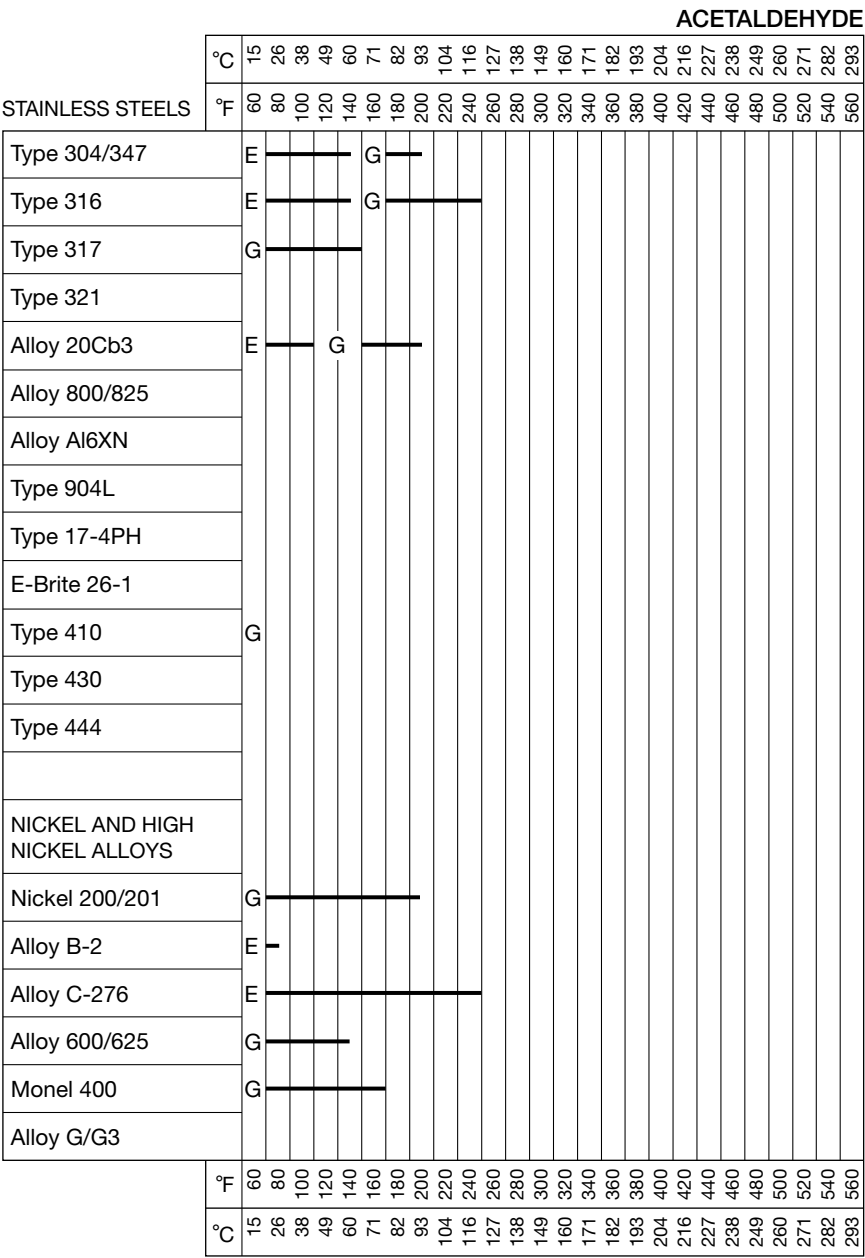 ACETALDEHYDE
°C 15 26 38 49 60 71 82 93 104 116 127 138 149 160 171 182 193 204 216 227 238 249 260 271 282 293
STAINLESS STEELS °F 60 80 100 120 140 160 180 200 220 240 260 280 300 320 340 360 380 400 420 440 460 480 500 520 540 560
Type 304/347 E G
Type 316 E G
Type 317 G
Type 321
Alloy 20Cb3 E G
Alloy 800/825
Alloy Al6XN
Type 904L
Type 17-4PH
E-Brite 26-1
Type 410 G
Type 430
Type 444
NICKEL AND HIGH
NICKEL ALLOYS
Nickel 200/201 G
Alloy B-2 E
Alloy C-276 E
Alloy 600/625 G
Monel 400 G
Alloy G/G3
°F 60 80 100 120 140 160 180 200 220 240 260 280 300 320 340 360 380 400 420 440 460 480 500 520 540 560
°C 15 26 38 49 60 71 82 93 104 116 127 138 149 160 171 182 193 204 216 227 238 249 260 271 282 293